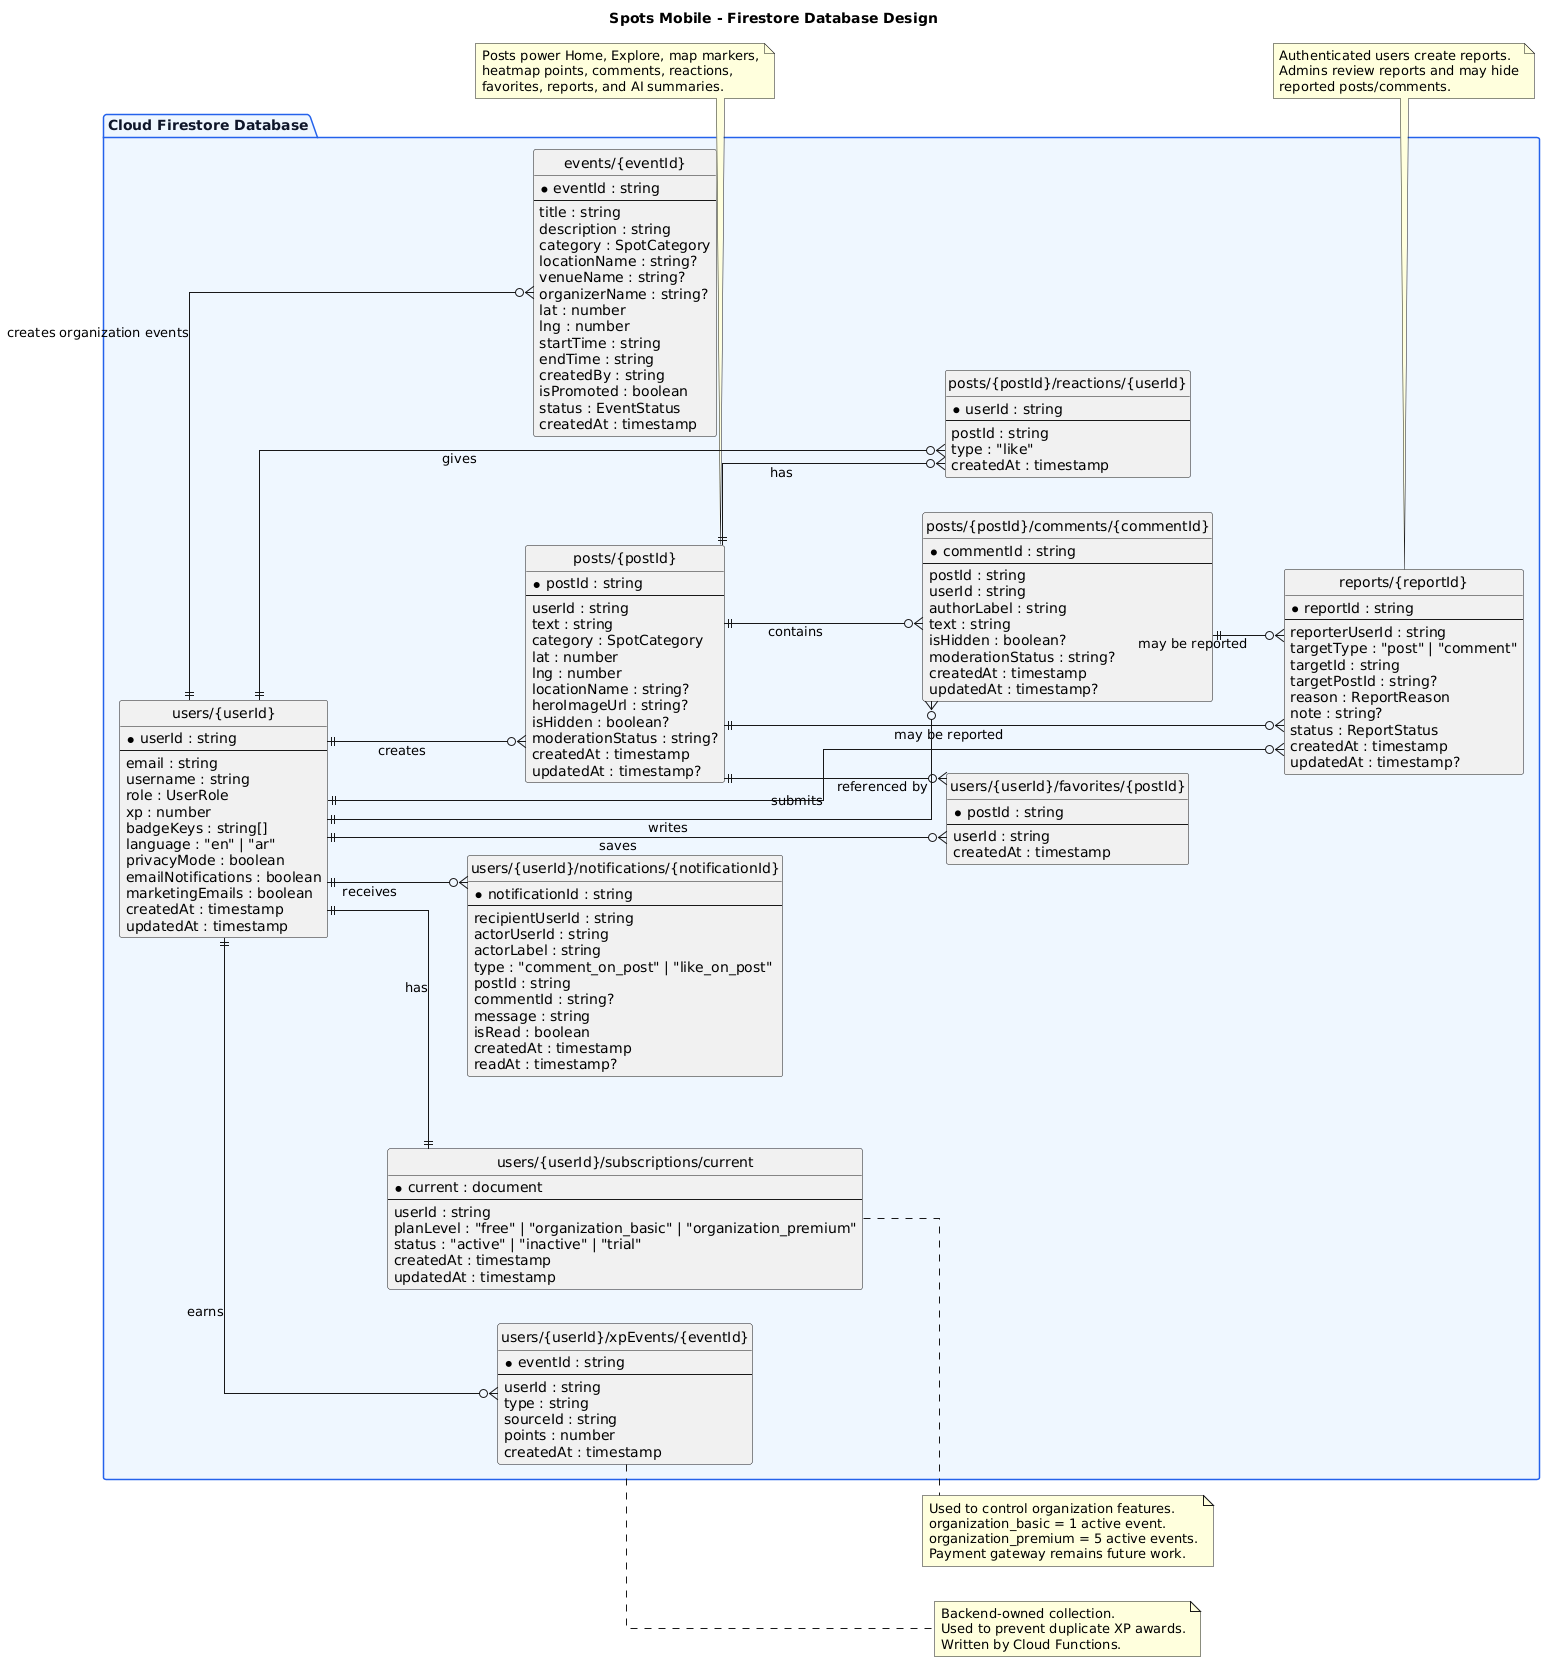 Spots Mobile - Firestore Database Design
Posts power Home, Explore, map markers,
heatmap points, comments, reactions,
favorites, reports, and AI summaries.
Authenticated users create reports.
Admins review reports and may hide
reported posts/comments.
Cloud Firestore Database
events/{eventId}
eventId : string
title : string
description : string
category : SpotCategory
locationName : string?
venueName : string?
organizerName : string?
lat : number
lng : number
startTime : string
endTime : string
createdBy : string
isPromoted : boolean
status : EventStatus
createdAt : timestamp
creates organization events
posts/{postId}/reactions/{userId}
userId : string
postId : string
type : "like"
createdAt : timestamp
gives
has
posts/{postId}/comments/{commentId}
commentId : string
postId : string
userId : string
authorLabel : string
text : string
isHidden : boolean?
moderationStatus : string?
createdAt : timestamp
updatedAt : timestamp?
posts/{postId}
postId : string
userId : string
text : string
category : SpotCategory
lat : number
lng : number
locationName : string?
heroImageUrl : string?
isHidden : boolean?
moderationStatus : string?
createdAt : timestamp
updatedAt : timestamp?
contains
may be reported
reports/{reportId}
reportId : string
reporterUserId : string
targetType : "post" | "comment"
targetId : string
targetPostId : string?
reason : ReportReason
note : string?
status : ReportStatus
createdAt : timestamp
updatedAt : timestamp?
users/{userId}
userId : string
email : string
username : string
role : UserRole
xp : number
badgeKeys : string[]
language : "en" | "ar"
privacyMode : boolean
emailNotifications : boolean
marketingEmails : boolean
createdAt : timestamp
updatedAt : timestamp
creates
may be reported
referenced by
submits
writes
saves
users/{userId}/favorites/{postId}
postId : string
userId : string
createdAt : timestamp
receives
users/{userId}/notifications/{notificationId}
notificationId : string
recipientUserId : string
actorUserId : string
actorLabel : string
type : "comment_on_post" | "like_on_post"
postId : string
commentId : string?
message : string
isRead : boolean
createdAt : timestamp
readAt : timestamp?
has
users/{userId}/subscriptions/current
current : document
userId : string
planLevel : "free" | "organization_basic" | "organization_premium"
status : "active" | "inactive" | "trial"
createdAt : timestamp
updatedAt : timestamp
earns
users/{userId}/xpEvents/{eventId}
eventId : string
userId : string
type : string
sourceId : string
points : number
createdAt : timestamp
Used to control organization features.
organization_basic = 1 active event.
organization_premium = 5 active events.
Payment gateway remains future work.
Backend-owned collection.
Used to prevent duplicate XP awards.
Written by Cloud Functions.